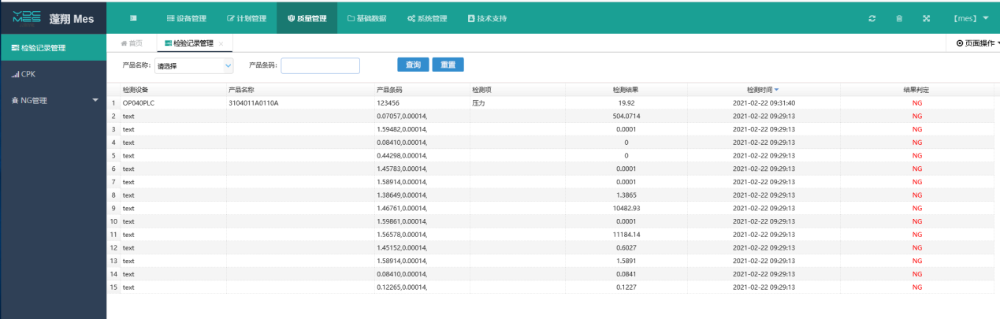 YDC MES 蓬翔 Mes 设备管理 计划管理 质量管理 基础数据 系统管理 技术支持 【mes】
检验记录管理
CPK
NG管理
首页 检验记录管理 × 页面操作
产品名称: 请选择 产品条码: 查询 重置
检测设备 产品名称 产品条码 检测项 检测结果 检测时间 结果判定
1 OP040PLC 3104011A0110A 123456 压力 19.92 2021-02-22 09:31:40 NG
2 text 0.07057,0.00014, 504.0714 2021-02-22 09:29:13 NG
3 text 1.59482,0.00014, 0.0001 2021-02-22 09:29:13 NG
4 text 0.08410,0.00014, 0 2021-02-22 09:29:13 NG
5 text 0.44298,0.00014, 0 2021-02-22 09:29:13 NG
6 text 1.45783,0.00014, 0.0001 2021-02-22 09:29:13 NG
7 text 1.58914,0.00014, 0.0001 2021-02-22 09:29:13 NG
8 text 1.38649,0.00014, 1.3865 2021-02-22 09:29:13 NG
9 text 1.46761,0.00014, 10482.93 2021-02-22 09:29:13 NG
10 text 1.59861,0.00014, 0.0001 2021-02-22 09:29:13 NG
11 text 1.56578,0.00014, 11184.14 2021-02-22 09:29:13 NG
12 text 1.45152,0.00014, 0.6027 2021-02-22 09:29:13 NG
13 text 1.58914,0.00014, 1.5891 2021-02-22 09:29:13 NG
14 text 0.08410,0.00014, 0.0841 2021-02-22 09:29:13 NG
15 text 0.12265,0.00014, 0.1227 2021-02-22 09:29:13 NG